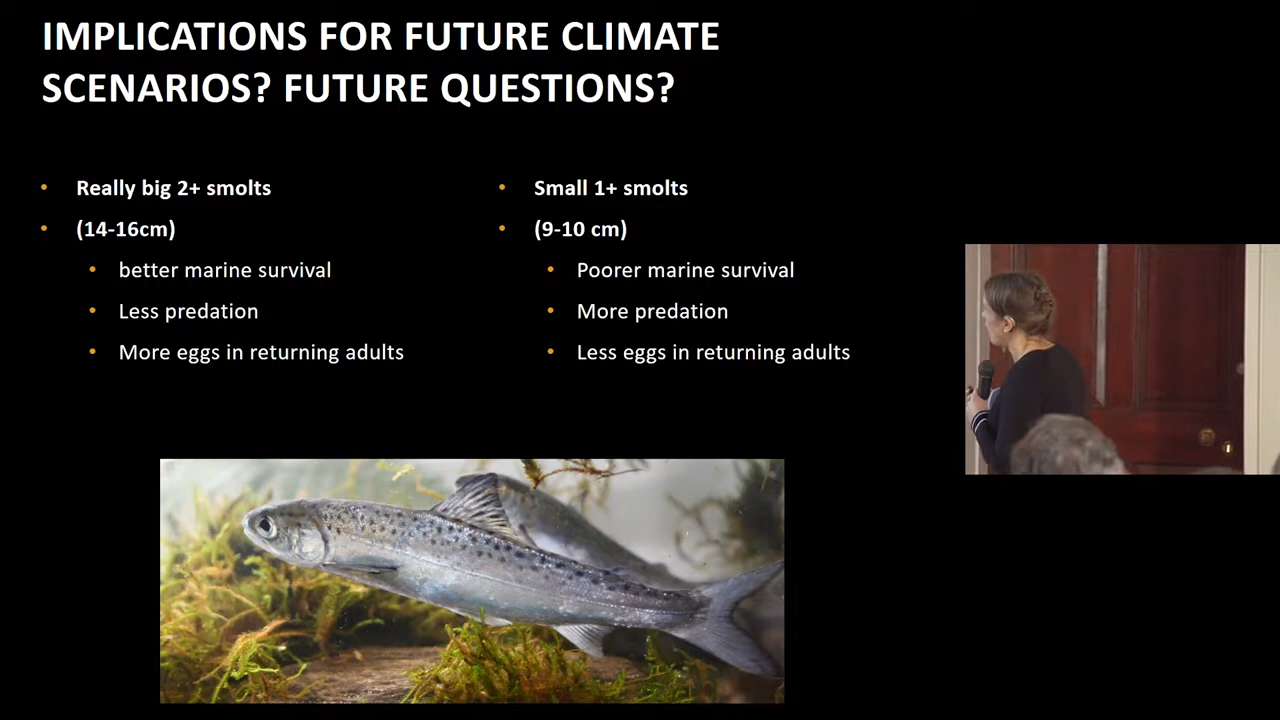 IMPLICATIONS FOR FUTURE CLIMATE
SCENARIOS? FUTURE QUESTIONS?
Really big 2+ smolts
(14-16cm)
better marine survival
Less predation
More eggs in returning adults
Small 1+ smolts
(9-10 cm)
Poorer marine survival
More predation
Less eggs in returning adults